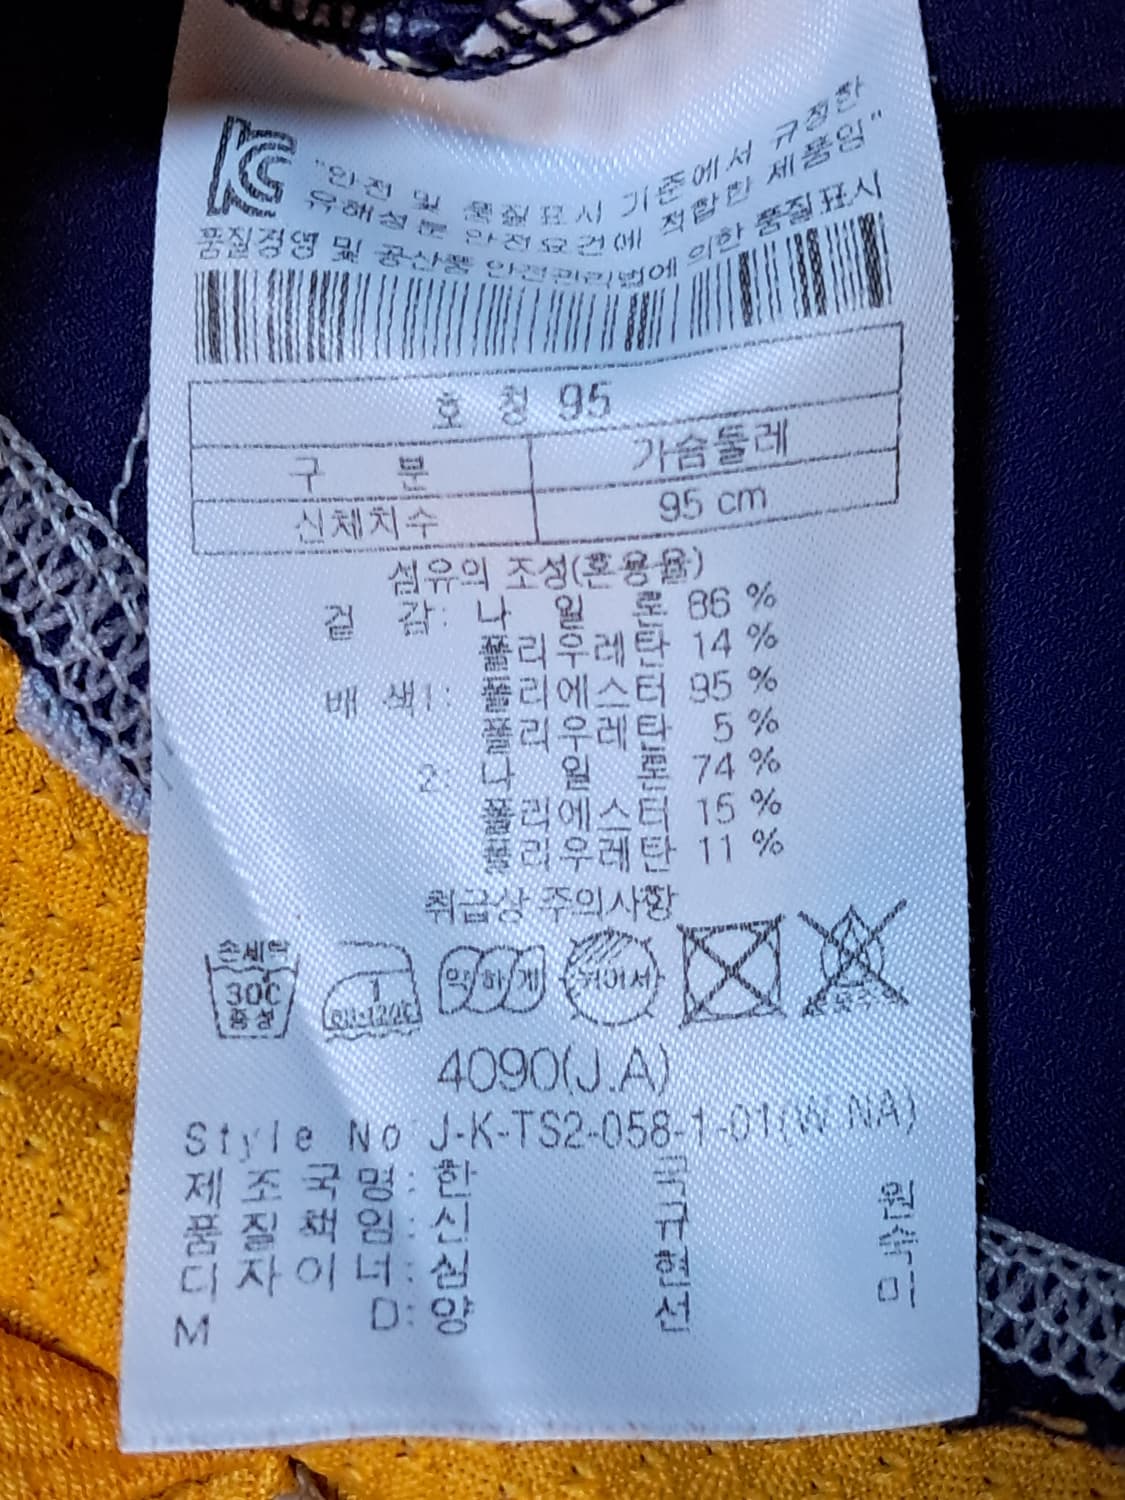 KC
"안전 및 품질표시 기준에서 규정한
유해성분 안전요건에 적합한 제품임"
품질경영 및 공산품 안전관리법에 의한 품질표시
호 칭 95
구 분 가슴둘레
신체치수 95 cm
섬유의 조성(혼용율)
겉 감: 나 일 론 86 %
폴리우레탄 14 %
배 색1: 폴리에스터 95 %
폴리우레탄 5 %
2: 나 일 론 74 %
폴리에스터 15 %
폴리우레탄 11 %
취급상 주의사항
손세탁
30C
중성
1
약하게
뉘어서
4090(J.A)
Style No J-K-TS2-058-1-01(W NA)
제조국명: 한 국
품질책임: 신 규 원
디자이너: 심 현 숙
M D: 양 선 미